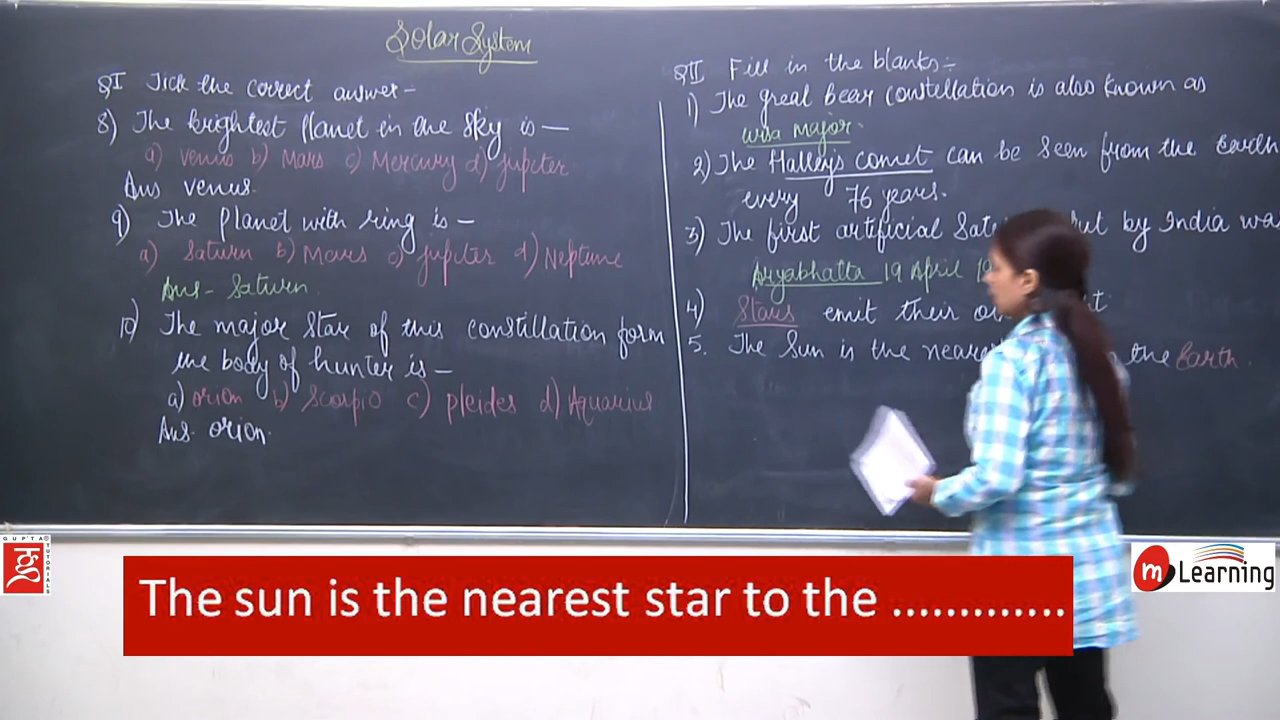 Solar System
QI Tick the correct answer-
8) The brightest planet in the sky is —
a) Venus b) Mars c) Mercury d) jupiter
Ans venus.
9) The planet with ring is —
a) Saturn b) Mars c) jupiter d) Neptune
Ans - Saturn.
10) The major star of this constillation form
the body of hunter is —
a) orion b) Scorpio c) pleides d) Aquarius
Ans. orion.
QII Fill in the blanks:-
1) The great bear constellation is also known as
ursa major.
2) The Halley's comet can be seen from the Earth
every 76 years.
3) The first artificial by India was
Aryabhatta 19 April
4) Stars emit their
5. The Sun is the the Earth.
GUPTA TUTORIALS
m Learning
The sun is the nearest star to the .............